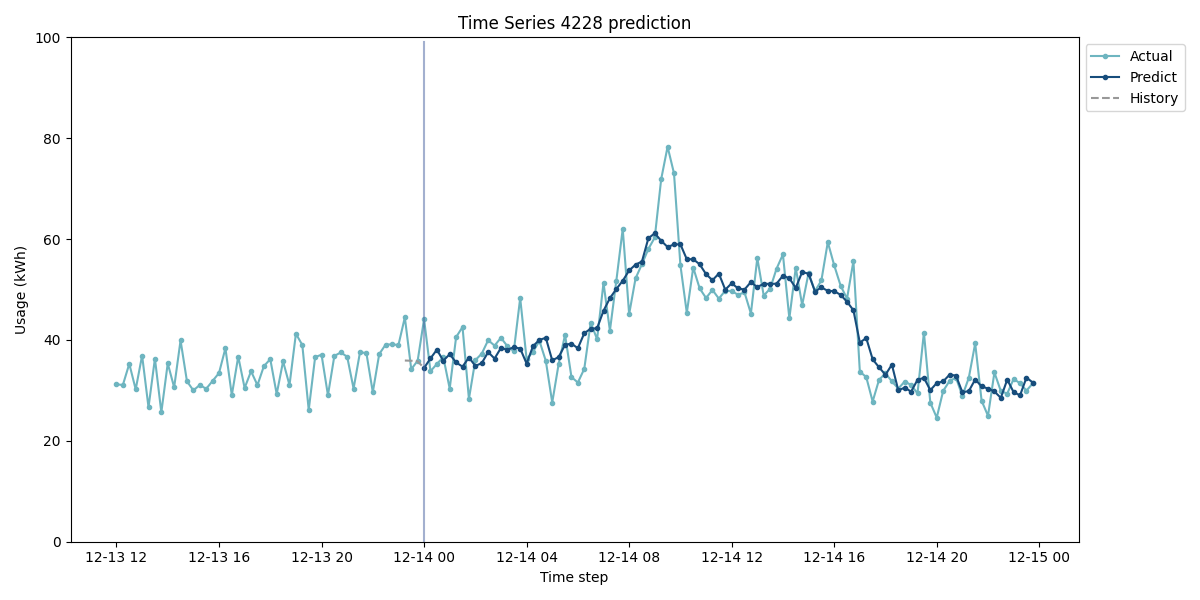 Time Series 4228 prediction
Actual
Predict
History
Usage (kWh)
100
80
60
40
20
0
12-13 12
12-13 16
12-13 20
12-14 00
12-14 04
12-14 08
12-14 12
12-14 16
12-14 20
12-15 00
Time step